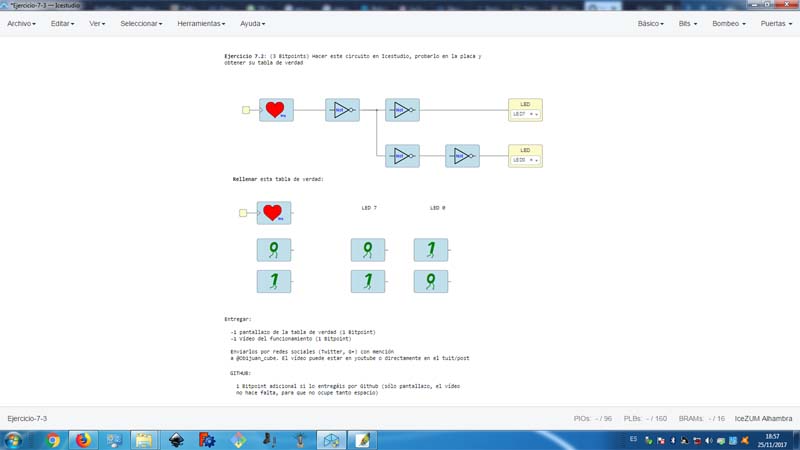 *Ejercicio-7-3 — Icestudio
Archivo Editar Ver Seleccionar Herramientas Ayuda Básico Bits Bombeo Puertas
Ejercicio 7.2: (3 Bitpoints) Hacer este circuito en Icestudio, probarlo en la placa y
obtener su tabla de verdad
LED
LED7
LED
LED0
Rellenar esta tabla de verdad:
LED 7 LED 0
0 0 1
1 1 0
Entregar:
-1 pantallazo de la tabla de verdad (1 Bitpoint)
-1 Vídeo del funcionamiento (1 Bitpoint)
Enviarlos por redes sociales (Twitter, G+) con mención
a @Obijuan_cube. El vídeo puede estar en youtube o directamente en el tuit/post
GITHUB:
1 Bitpoint adicional si lo entregáis por Github (sólo pantallazo, el vídeo
no hace falta, para que no ocupe tanto espacio)
Ejercicio-7-3 PIOs: - / 96 PLBs: - / 160 BRAMs: - / 16 IceZUM Alhambra
ES 18:57
25/11/2017